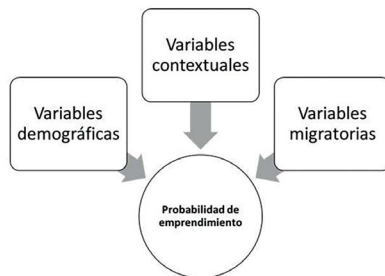 Variables
contextuales
Variables
demográficas
Variables
migratorias
Probabilidad de
emprendimiento